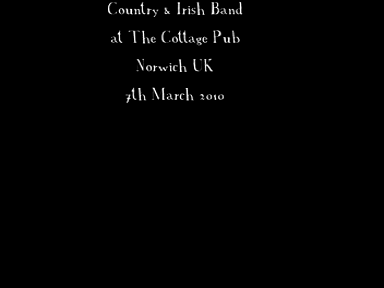 Country & Irish Band
at The Cottage Pub
Norwich UK
7th March 2010